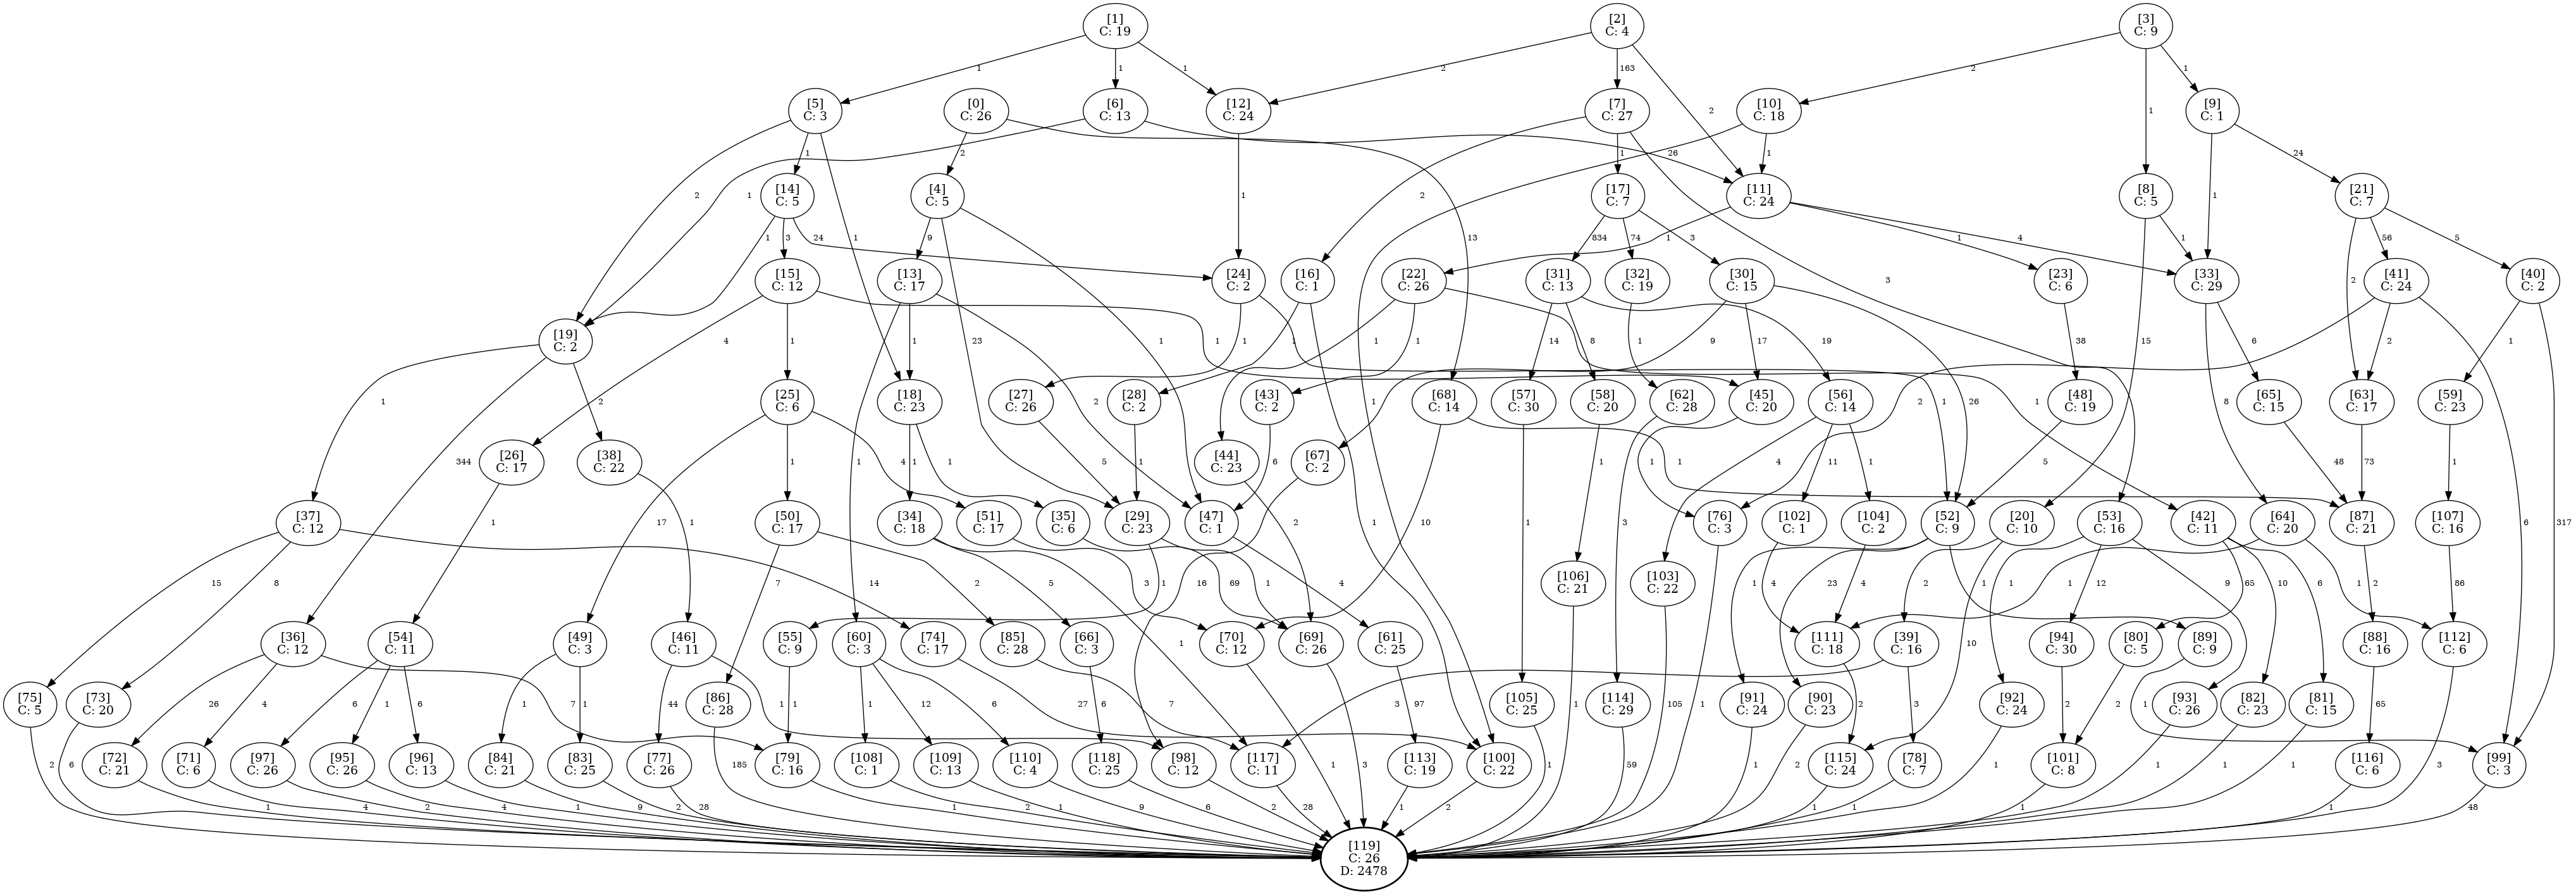 [1]
C: 19
[2]
C: 4
[3]
C: 9
1
1
1
2
163
2
2
1
1
[5]
C: 3
[0]
C: 26
[6]
C: 13
[12]
C: 24
[7]
C: 27
[10]
C: 18
[9]
C: 1
2
1
1
2
13
1
26
1
2
1
3
1
1
1
24
[14]
C: 5
[4]
C: 5
[17]
C: 7
[11]
C: 24
[8]
C: 5
[21]
C: 7
1
3
24
9
23
1
834
74
3
1
1
4
15
1
2
56
5
[15]
C: 12
[13]
C: 17
[24]
C: 2
[16]
C: 1
[22]
C: 26
[31]
C: 13
[32]
C: 19
[30]
C: 15
[23]
C: 6
[33]
C: 29
[41]
C: 24
[40]
C: 2
[19]
C: 2
4
1
1
1
1
2
1
1
1
1
1
1
1
14
8
19
1
9
17
26
38
8
6
2
2
6
1
317
1
344
2
[25]
C: 6
[18]
C: 23
[27]
C: 26
[28]
C: 2
[43]
C: 2
[68]
C: 14
[57]
C: 30
[58]
C: 20
[62]
C: 28
[45]
C: 20
[56]
C: 14
[48]
C: 19
[65]
C: 15
[63]
C: 17
[59]
C: 23
[26]
C: 17
[38]
C: 22
[44]
C: 23
[67]
C: 2
17
1
4
1
1
5
1
6
10
1
1
1
3
1
4
11
1
5
48
73
1
1
1
2
16
[37]
C: 12
[50]
C: 17
[34]
C: 18
[51]
C: 17
[35]
C: 6
[29]
C: 23
[47]
C: 1
[76]
C: 3
[102]
C: 1
[104]
C: 2
[52]
C: 9
[20]
C: 10
[53]
C: 16
[42]
C: 11
[64]
C: 20
[87]
C: 21
[107]
C: 16
15
8
14
7
2
5
1
3
69
1
1
4
1
4
4
1
23
1
2
10
1
12
9
65
10
6
1
1
2
86
[106]
C: 21
[103]
C: 22
[36]
C: 12
[54]
C: 11
[49]
C: 3
[46]
C: 11
[55]
C: 9
[60]
C: 3
[74]
C: 17
[85]
C: 28
[66]
C: 3
[70]
C: 12
[69]
C: 26
[61]
C: 25
[111]
C: 18
[39]
C: 16
[94]
C: 30
[80]
C: 5
[89]
C: 9
[88]
C: 16
[112]
C: 6
26
4
7
6
1
6
1
1
44
1
1
1
12
6
27
7
6
1
3
97
1
105
2
3
3
2
2
1
65
3
[75]
C: 5
[73]
C: 20
[86]
C: 28
[105]
C: 25
[114]
C: 29
[91]
C: 24
[90]
C: 23
[92]
C: 24
[93]
C: 26
[82]
C: 23
[81]
C: 15
2
6
185
1
59
1
2
1
1
1
1
[72]
C: 21
[71]
C: 6
[97]
C: 26
[95]
C: 26
[96]
C: 13
[84]
C: 21
[83]
C: 25
[77]
C: 26
[79]
C: 16
[108]
C: 1
[109]
C: 13
[110]
C: 4
[118]
C: 25
[98]
C: 12
[117]
C: 11
[113]
C: 19
[100]
C: 22
[115]
C: 24
[78]
C: 7
[101]
C: 8
[116]
C: 6
[99]
C: 3
1
4
2
4
1
9
2
28
1
2
1
9
6
2
28
1
2
1
1
1
1
48
[119]
C: 26
D: 2478